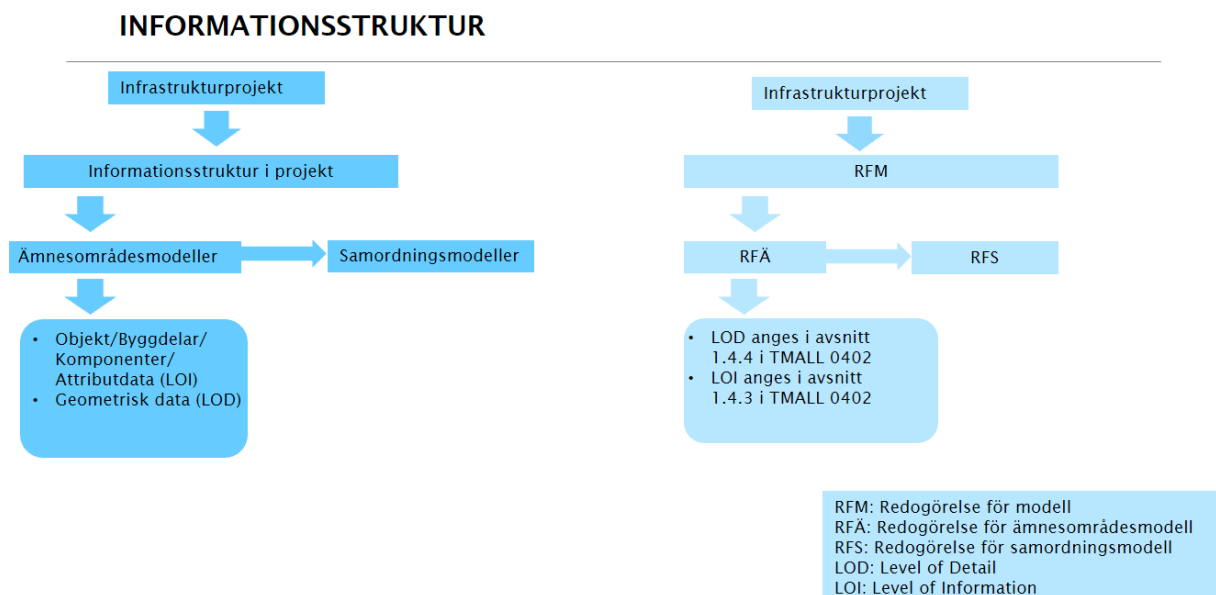 INFORMATIONSSTRUKTUR
Infrastrukturprojekt
Informationsstruktur i projekt
Ämnesområdesmodeller
Samordningsmodeller
• Objekt/Byggdelar/
Komponenter/
Attributdata (LOI)
• Geometrisk data (LOD)
Infrastrukturprojekt
RFM
RFÄ
RFS
• LOD anges i avsnitt
1.4.4 i TMALL 0402
• LOI anges i avsnitt
1.4.3 i TMALL 0402
RFM: Redogörelse för modell
RFÄ: Redogörelse för ämnesområdesmodell
RFS: Redogörelse för samordningsmodell
LOD: Level of Detail
LOI: Level of Information